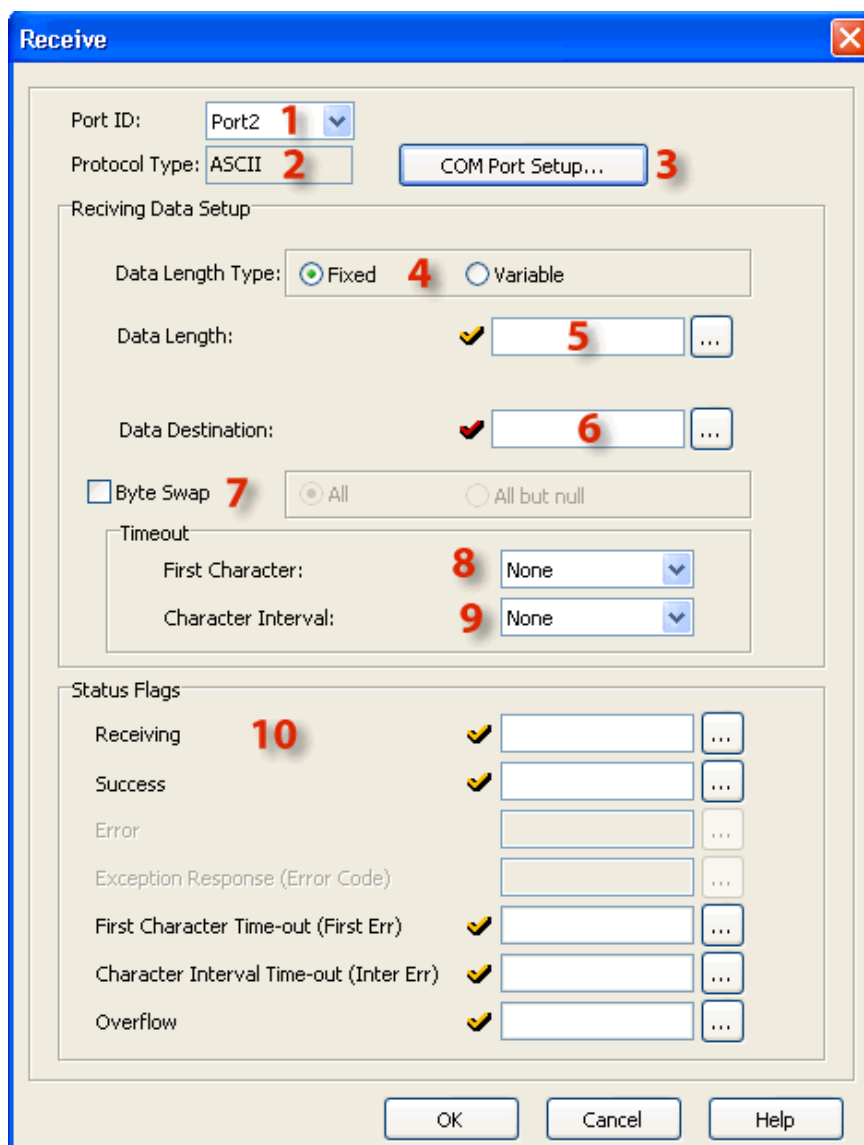 Receive
Port ID: Port2 1
Protocol Type: ASCII 2 COM Port Setup... 3
Reciving Data Setup
Data Length Type: Fixed 4 Variable
Data Length: 5 ...
Data Destination: 6 ...
Byte Swap 7 All All but null
Timeout
First Character: 8 None
Character Interval: 9 None
Status Flags
Receiving 10 ...
Success ...
Error ...
Exception Response (Error Code) ...
First Character Time-out (First Err) ...
Character Interval Time-out (Inter Err) ...
Overflow ...
OK Cancel Help